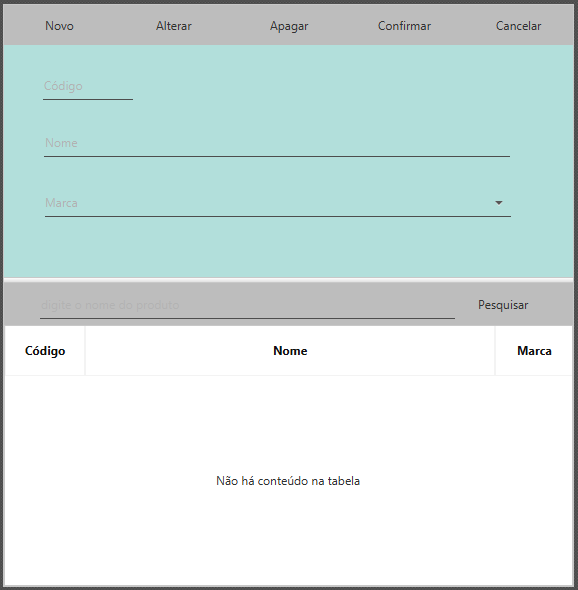 Novo Alterar Apagar Confirmar Cancelar
Código
Nome
Marca
digite o nome do produto Pesquisar
Código Nome Marca
Não há conteúdo na tabela